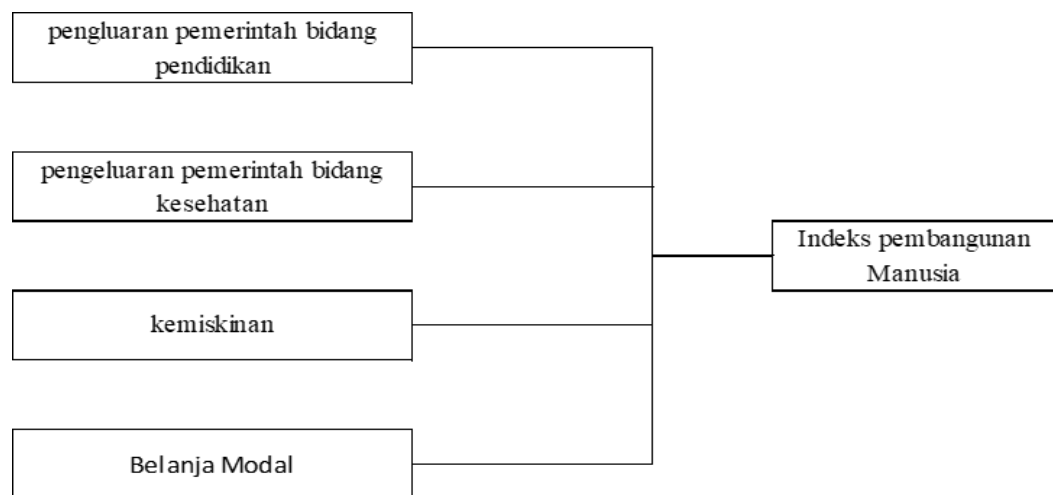 pengluaran pemerintah bidang
pendidikan
pengeluaran pemerintah bidang
kesehatan
Indeks pembangunan
Manusia
kemiskinan
Belanja Modal